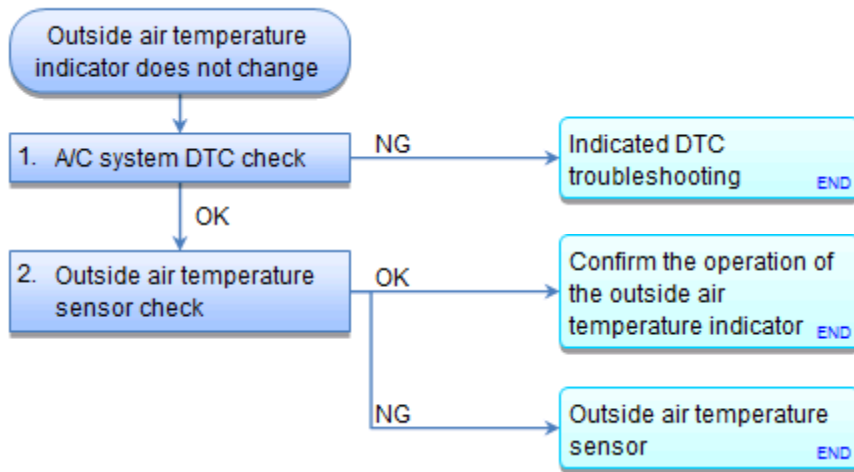 Outside air temperature
indicator does not change
1. A/C system DTC check
NG
Indicated DTC
troubleshooting
END
OK
2. Outside air temperature
sensor check
OK
Confirm the operation of
the outside air
temperature indicator
END
NG
Outside air temperature
sensor
END